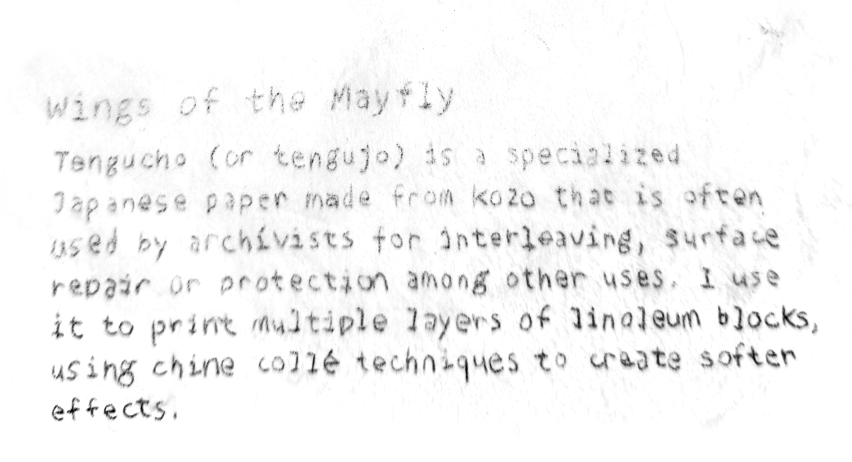 Wings of the Mayfly
Tengucho (or tengujo) is a specialized
Japanese paper made from kozo that is often
used by archivists for interleaving, surface
repair or protection among other uses. I use
it to print multiple layers of linoleum blocks,
using chine collé techniques to create softer
effects.